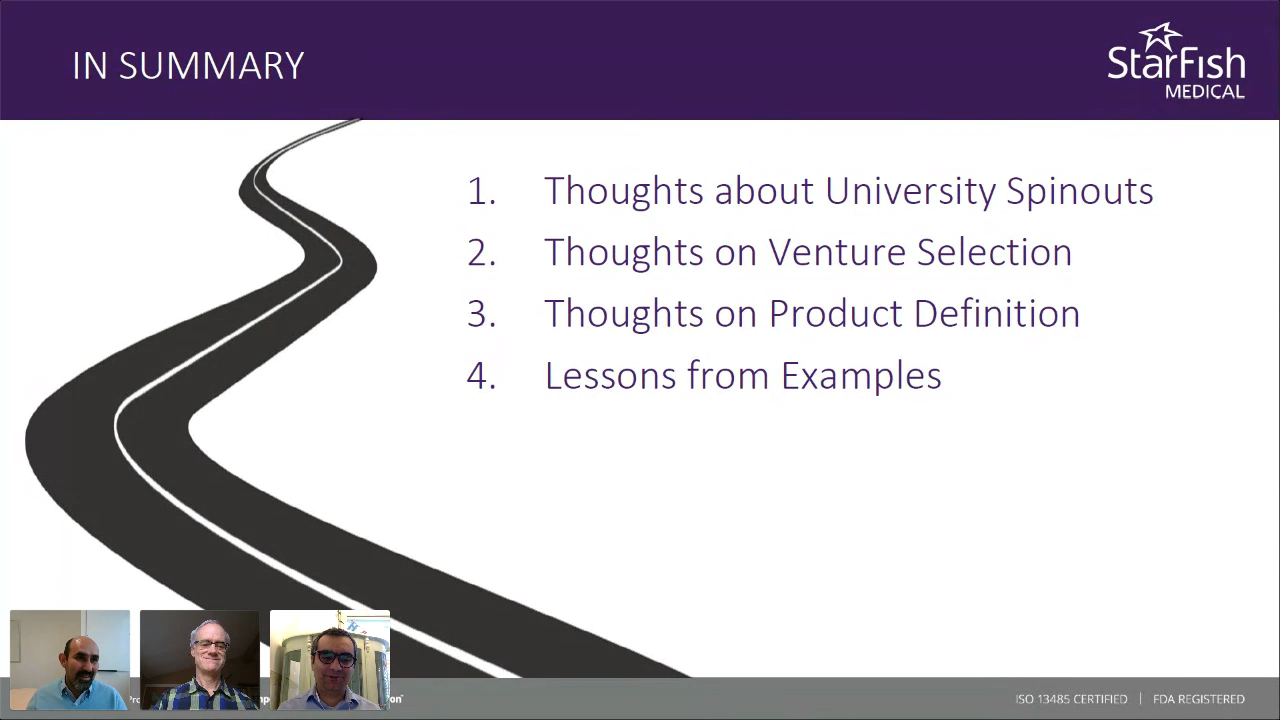 IN SUMMARY
StarFish
MEDICAL
1. Thoughts about University Spinouts
2. Thoughts on Venture Selection
3. Thoughts on Product Definition
4. Lessons from Examples
ISO 13485 CERTIFIED | FDA REGISTERED